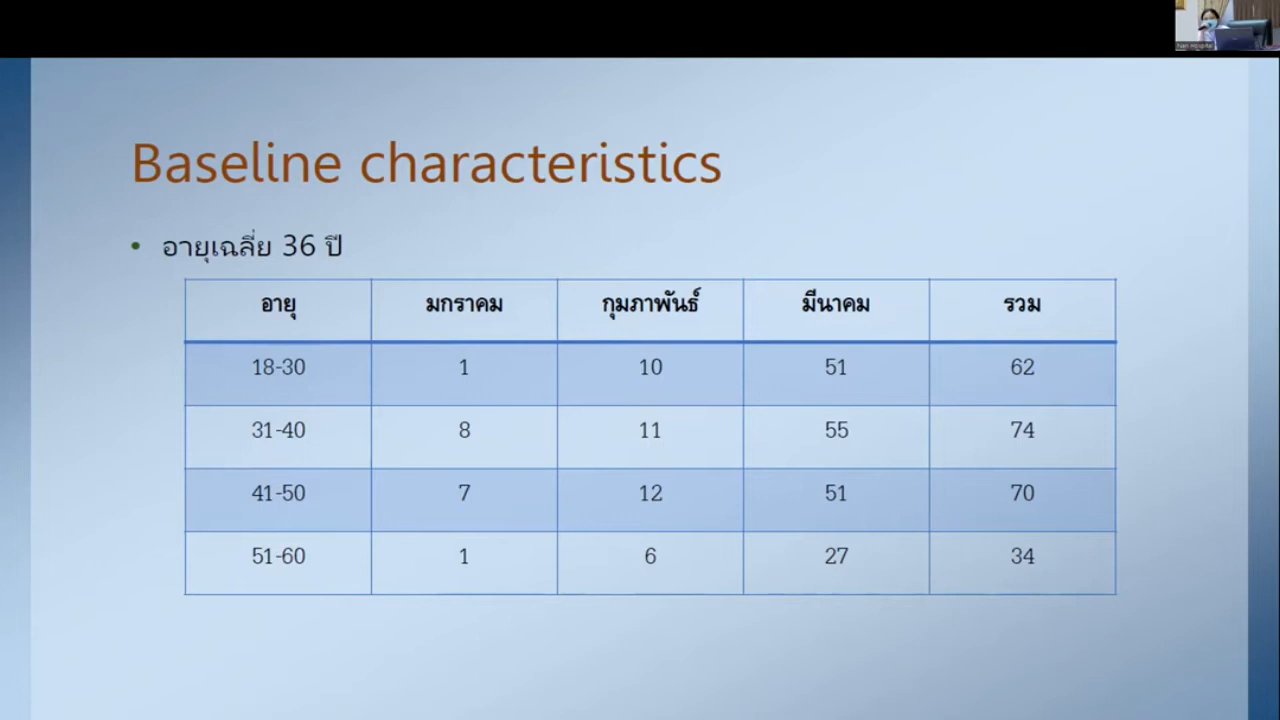 Nan Hospital
Baseline characteristics
• อายุเฉลี่ย 36 ปี
อายุ มกราคม กุมภาพันธ์ มีนาคม รวม
18-30 1 10 51 62
31-40 8 11 55 74
41-50 7 12 51 70
51-60 1 6 27 34